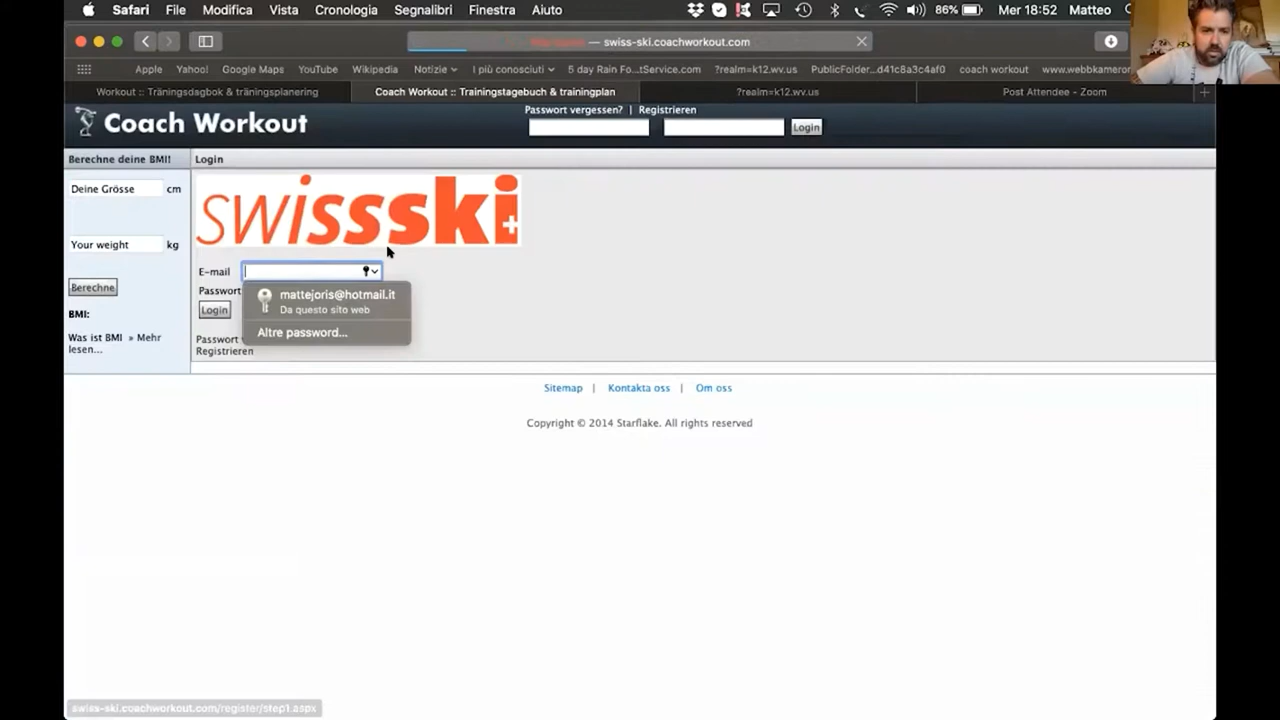 Safari File Modifica Vista Cronologia Segnalibri Finestra Aiuto 86% Mer 18:52 Matteo
— swiss-ski.coachworkout.com
Apple Yahoo! Google Maps YouTube Wikipedia Notizie I più conosciuti 5 day Rain Fo...tService.com ?realm=k12.wv.us PublicFolder...d41c8a3c4af0 coach workout www.webbkameror
Workout :: Träningsdagbok & träningsplanering Coach Workout :: Trainingstagebuch & trainingplan ?realm=k12.wv.us Post Attendee - Zoom
Coach Workout
Passwort vergessen? | Registrieren
Login
Berechne deine BMI!
Deine Grösse cm
Your weight kg
Berechne
BMI:
Was ist BMI » Mehr
lesen...
Login
swissski
E-mail
Passwort
Login
mattejoris@hotmail.it
Da questo sito web
Altre password...
Passwort
Registrieren
Sitemap | Kontakta oss | Om oss
Copyright © 2014 Starflake. All rights reserved
swiss-ski.coachworkout.com/register/step1.aspx